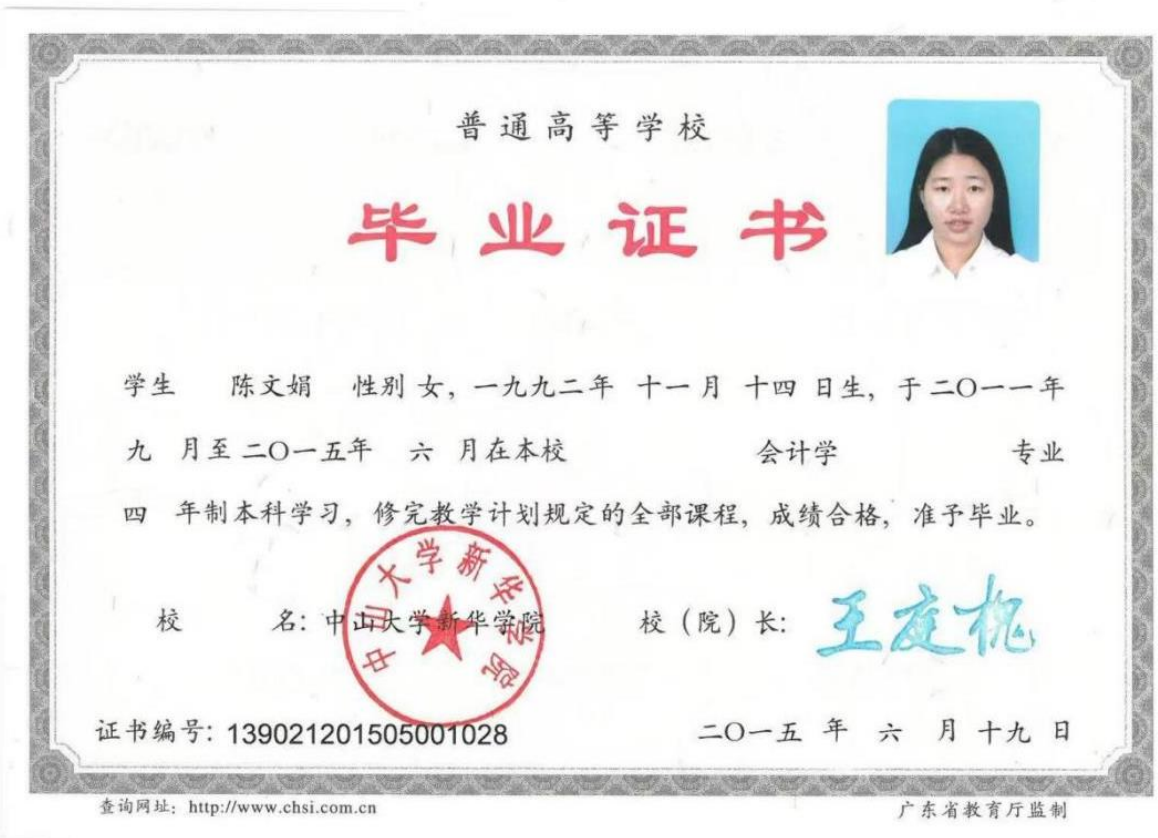 普通高等学校
毕业证书
学生 陈文娟 性别 女，一九九二年 十一月 十四 日生，于二〇一一年
九 月至二〇一五年 六 月在本校 会计学 专业
四 年制本科学习，修完教学计划规定的全部课程，成绩合格，准予毕业。
中山大学新华学院
校 名：中山大学新华学院 校（院）长：王庭槐
证书编号：139021201505001028 二〇一五 年 六 月 十九 日
查询网址：http://www.chsi.com.cn 广东省教育厅监制